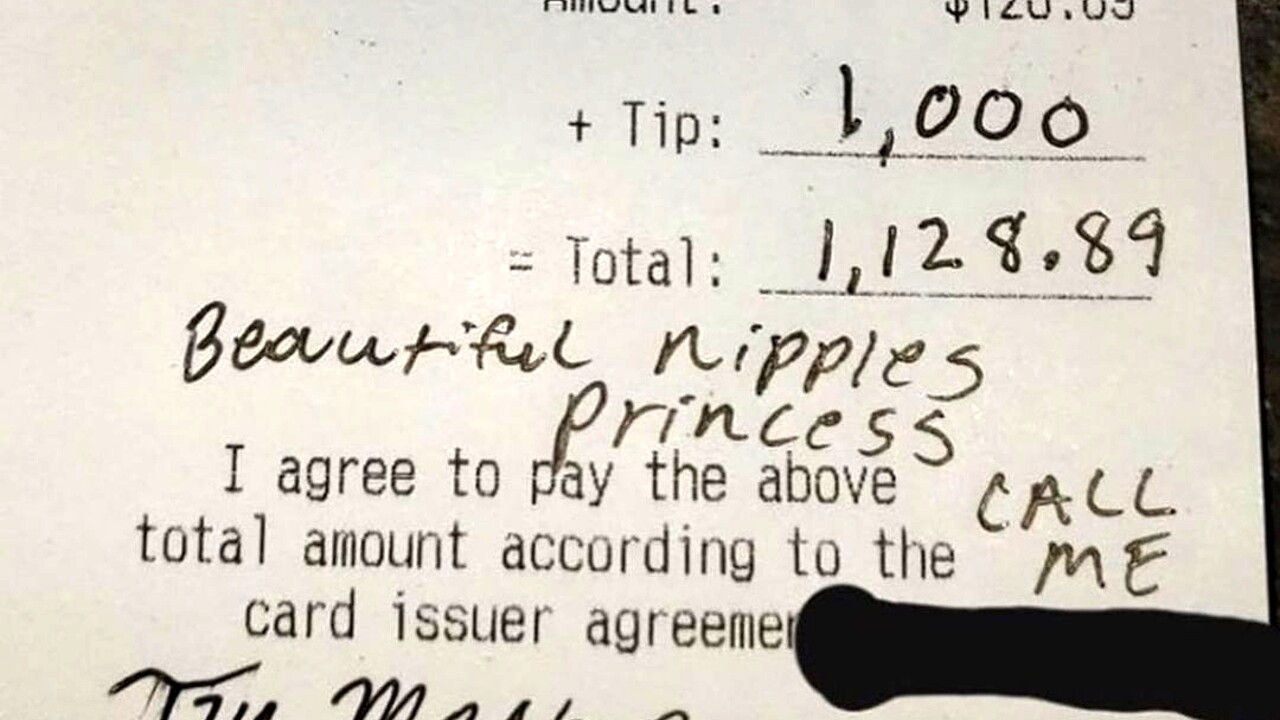 + Tip: 1,000
= Total: 1,128.89
Beautiful nipples
princess
I agree to pay the above
CALL
total amount according to the
ME
card issuer